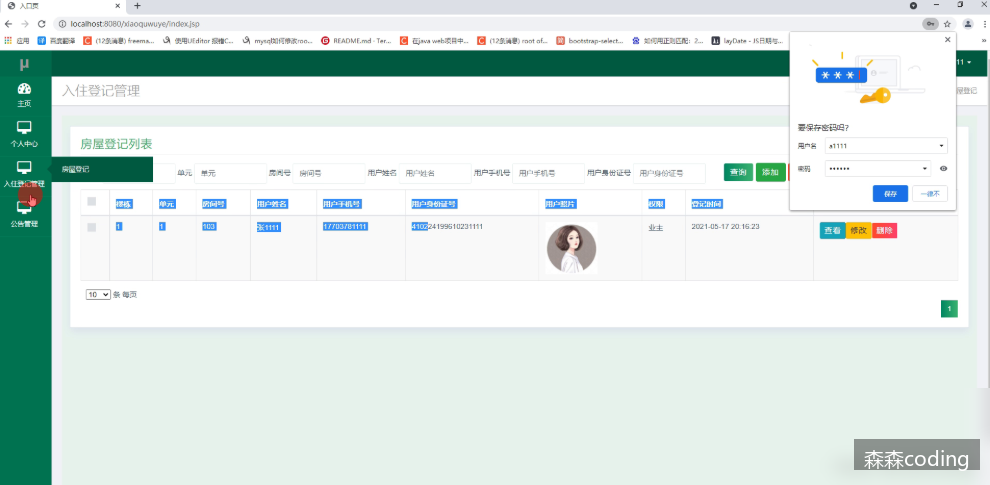 入口页
localhost:8080/xiaoquwuye/index.jsp
应用 百度翻译 (12条消息) freema... 使用UEditor 报错C... mysql如何修改roo... README.md - Ter... 在java web项目中... (12条消息) root of... bootstrap-select... 如何用正则匹配：2... layDate - JS日期与...
μ
主页
个人中心
入住登记管理
公告管理
房屋登记
11
入住登记管理
屋登记
房屋登记列表
单元 单元 房间号 房间号 用户姓名 用户姓名 用户手机号 用户手机号 用户身份证号 用户身份证号 查询 添加
楼栋 单元 房间号 用户姓名 用户手机号 用户身份证号 用户照片 权限 登记时间
1 1 103 张1111 17703781111 410224199610231111 业主 2021-05-17 20:16:23 查看 修改 删除
10 条 每页
1
要保存密码吗?
用户名 a1111
密码 ••••••
保存 一律不
森森coding